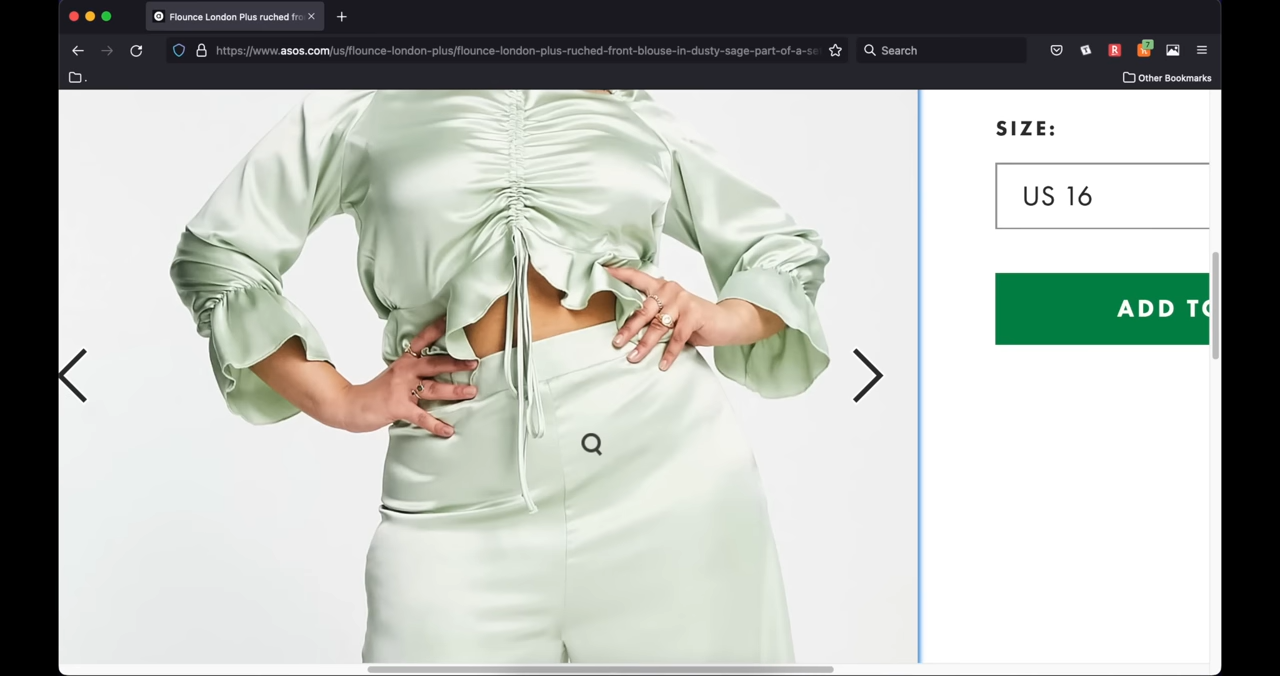 Flounce London Plus ruched fro
https://www.asos.com/us/flounce-london-plus/flounce-london-plus-ruched-front-blouse-in-dusty-sage-part-of-a-se
Search
R
7
.
Other Bookmarks
SIZE:
US 16
ADD TO